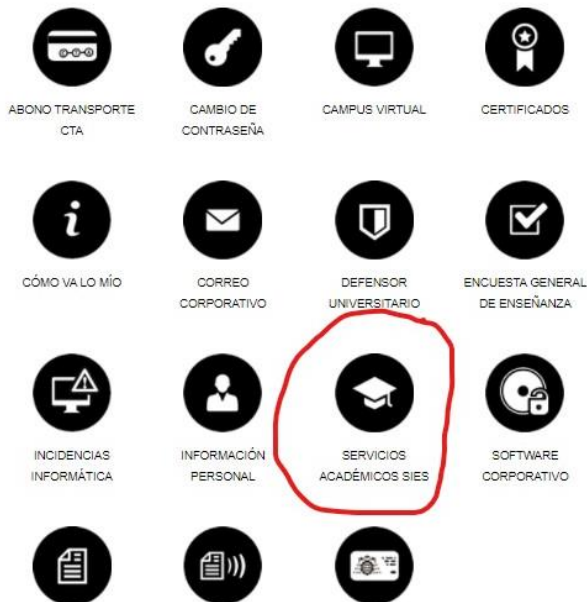 ABONO TRANSPORTE
CTA
CAMBIO DE
CONTRASEÑA
CAMPUS VIRTUAL
CERTIFICADOS
CÓMO VA LO MÍO
CORREO
CORPORATIVO
DEFENSOR
UNIVERSITARIO
ENCUESTA GENERAL
DE ENSEÑANZA
INCIDENCIAS
INFORMÁTICA
INFORMACIÓN
PERSONAL
SERVICIOS
ACADÉMICOS SIES
SOFTWARE
CORPORATIVO